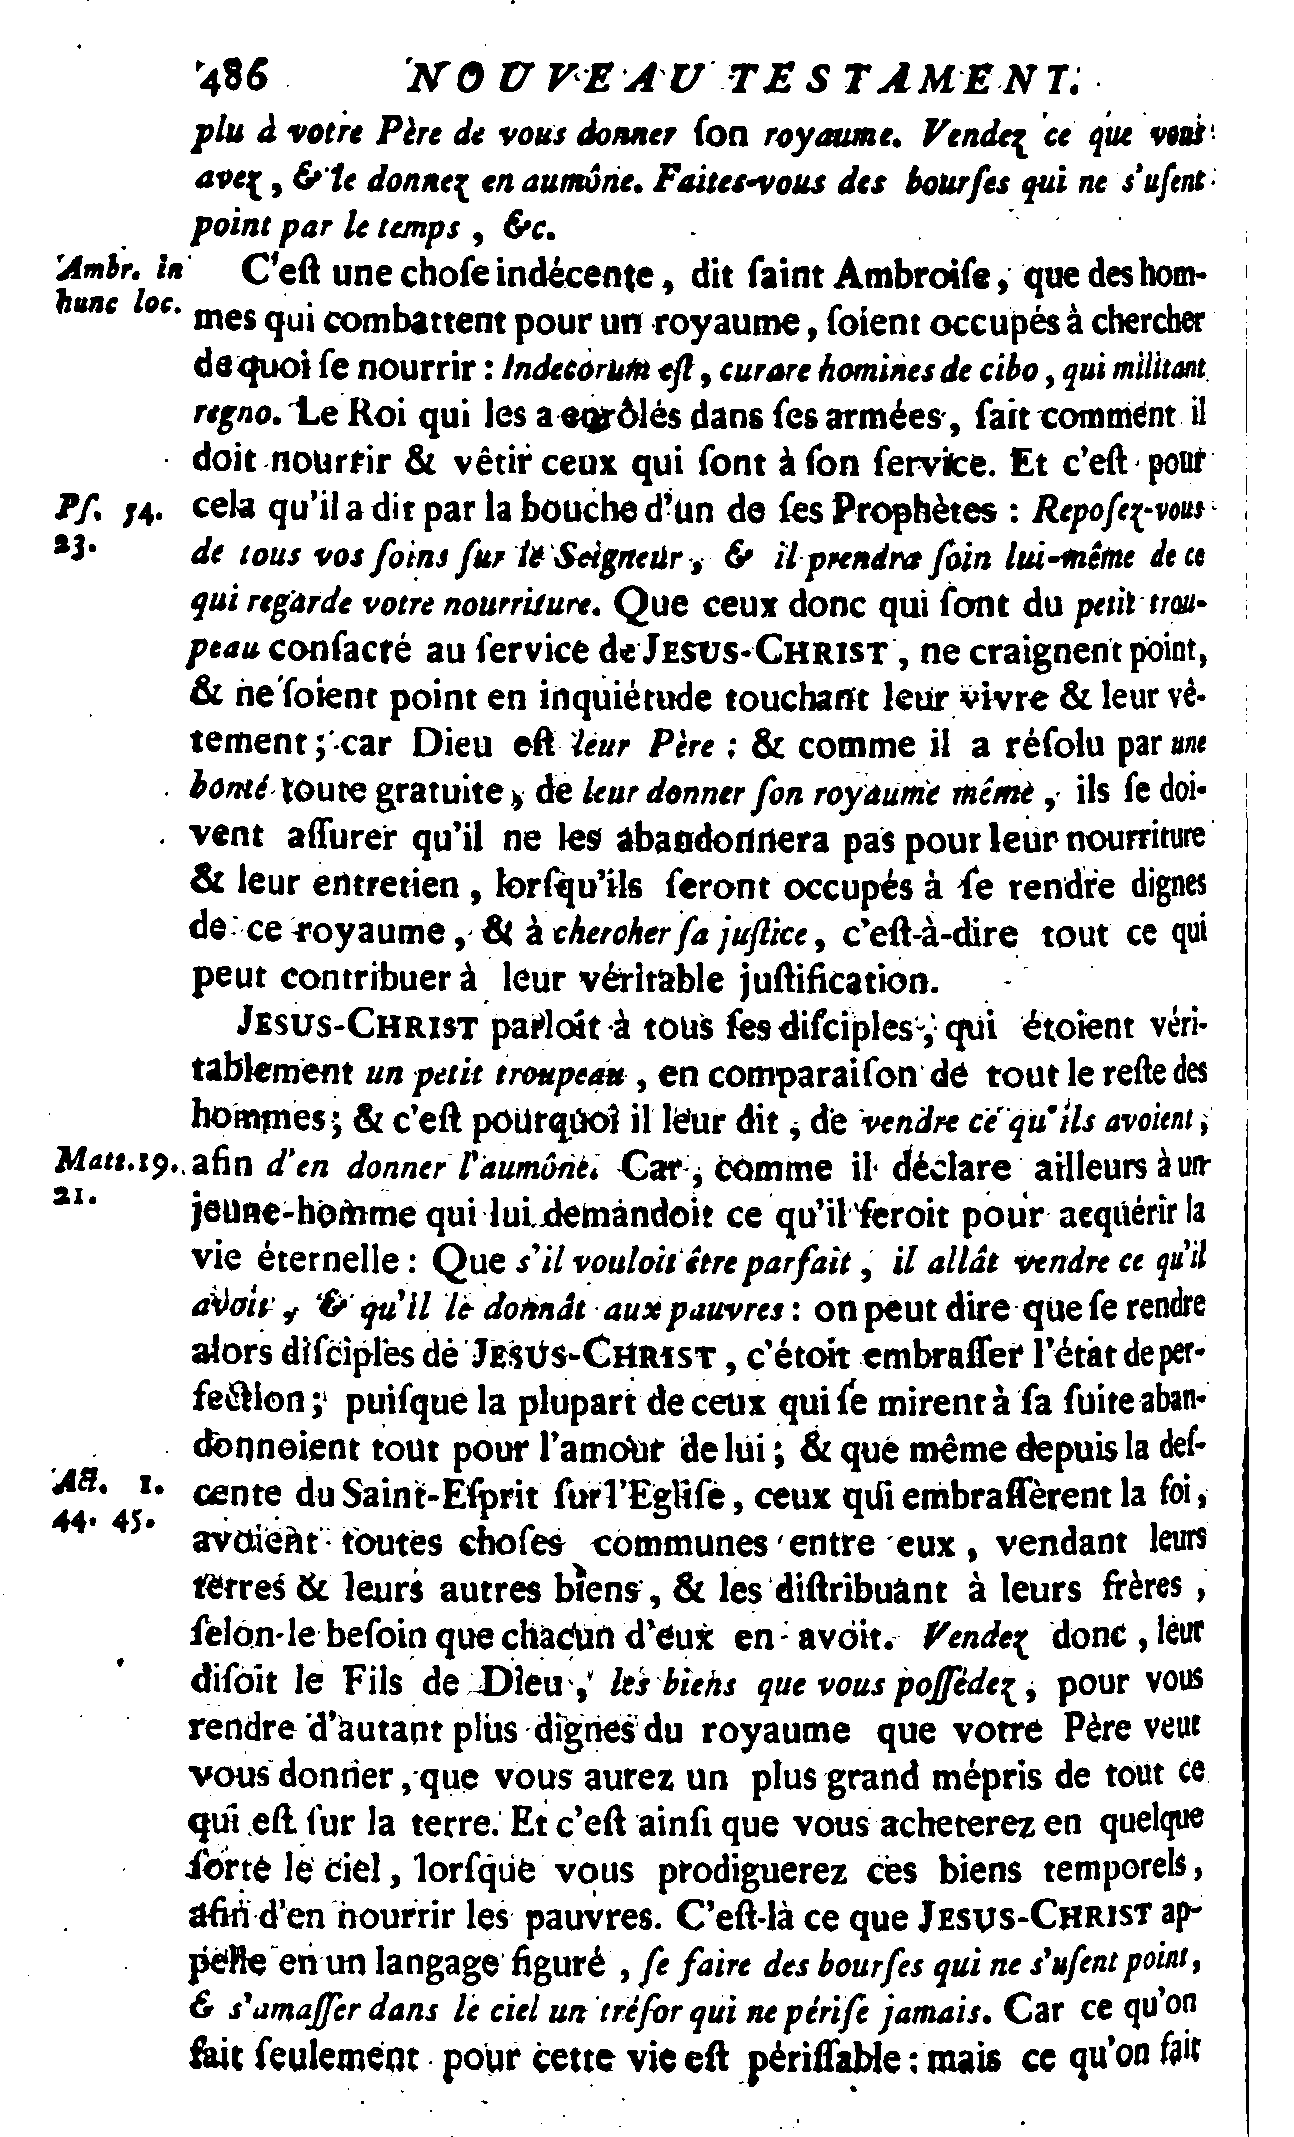 486 NOUVEAU TESTAMENT.
plu à votre Père de vous donner ſon royaume. Vendez ce que vous
avez, & le donnez en aumône. Faites-vous des bourſes qui ne s'uſent
point par le temps, &c.
Ambr. in
hunc loc.
C'eſt une choſe indécente, dit ſaint Ambroiſe, que des hom-
mes qui combattent pour un royaume, ſoient occupés à chercher
de quoi ſe nourrir : Indecorum eſt, curare homines de cibo, qui militant
regno. Le Roi qui les a enrôlés dans ſes armées, ſait comment il
doit nourrir & vêtir ceux qui ſont à ſon ſervice. Et c'eſt pour
Pſ. 54.
23.
cela qu'il a dit par la bouche d'un de ſes Prophètes : Repoſez-vous
de tous vos ſoins ſur le Seigneur, & il prendra ſoin lui-même de ce
qui regarde votre nourriture. Que ceux donc qui ſont du petit trou-
peau conſacré au ſervice de JESUS-CHRIST, ne craignent point,
& ne ſoient point en inquiétude touchant leur vivre & leur vê-
tement ; car Dieu eſt leur Père : & comme il a réſolu par une
bonté toute gratuite, de leur donner ſon royaume même, ils ſe doi-
vent aſſurer qu'il ne les abandonnera pas pour leur nourriture
& leur entretien, lorſqu'ils ſeront occupés à ſe rendre dignes
de ce royaume, & à chercher ſa juſtice, c'eſt-à-dire tout ce qui
peut contribuer à leur véritable juſtification.
JESUS-CHRIST parloit à tous ſes diſciples, qui étoient véri-
tablement un petit troupeau, en comparaiſon de tout le reſte des
hommes ; & c'eſt pourquoi il leur dit, de vendre ce qu'ils avoient,
Matt. 19.
21.
afin d'en donner l'aumône. Car, comme il déclare ailleurs à un
jeune-homme qui lui demandoit ce qu'il feroit pour acquérir la
vie éternelle : Que s'il vouloit être parfait, il allât vendre ce qu'il
avoit, & qu'il le donnât aux pauvres : on peut dire que ſe rendre
alors diſciples de JESUS-CHRIST, c'étoit embraſſer l'état de per-
fection ; puiſque la plupart de ceux qui ſe mirent à ſa ſuite aban-
donnoient tout pour l'amour de lui ; & que même depuis la deſ-
Act. 1.
44. 45.
cente du Saint-Eſprit ſur l'Egliſe, ceux qui embraſſèrent la foi,
avoient toutes choſes communes entre eux, vendant leurs
terres & leurs autres biens, & les diſtribuant à leurs frères,
ſelon le beſoin que chacun d'eux en avoit. Vendez donc, leur
diſoit le Fils de Dieu, les biens que vous poſſédez, pour vous
rendre d'autant plus dignes du royaume que votre Père veut
vous donner, que vous aurez un plus grand mépris de tout ce
qui eſt ſur la terre. Et c'eſt ainſi que vous acheterez en quelque
ſorte le ciel, lorſque vous prodiguerez ces biens temporels,
afin d'en nourrir les pauvres. C'eſt-là ce que JESUS-CHRIST ap-
pelle en un langage figuré, ſe faire des bourſes qui ne s'uſent point,
& s'amaſſer dans le ciel un tréſor qui ne périſe jamais. Car ce qu'on
fait ſeulement pour cette vie eſt périſſable : mais ce qu'on fait